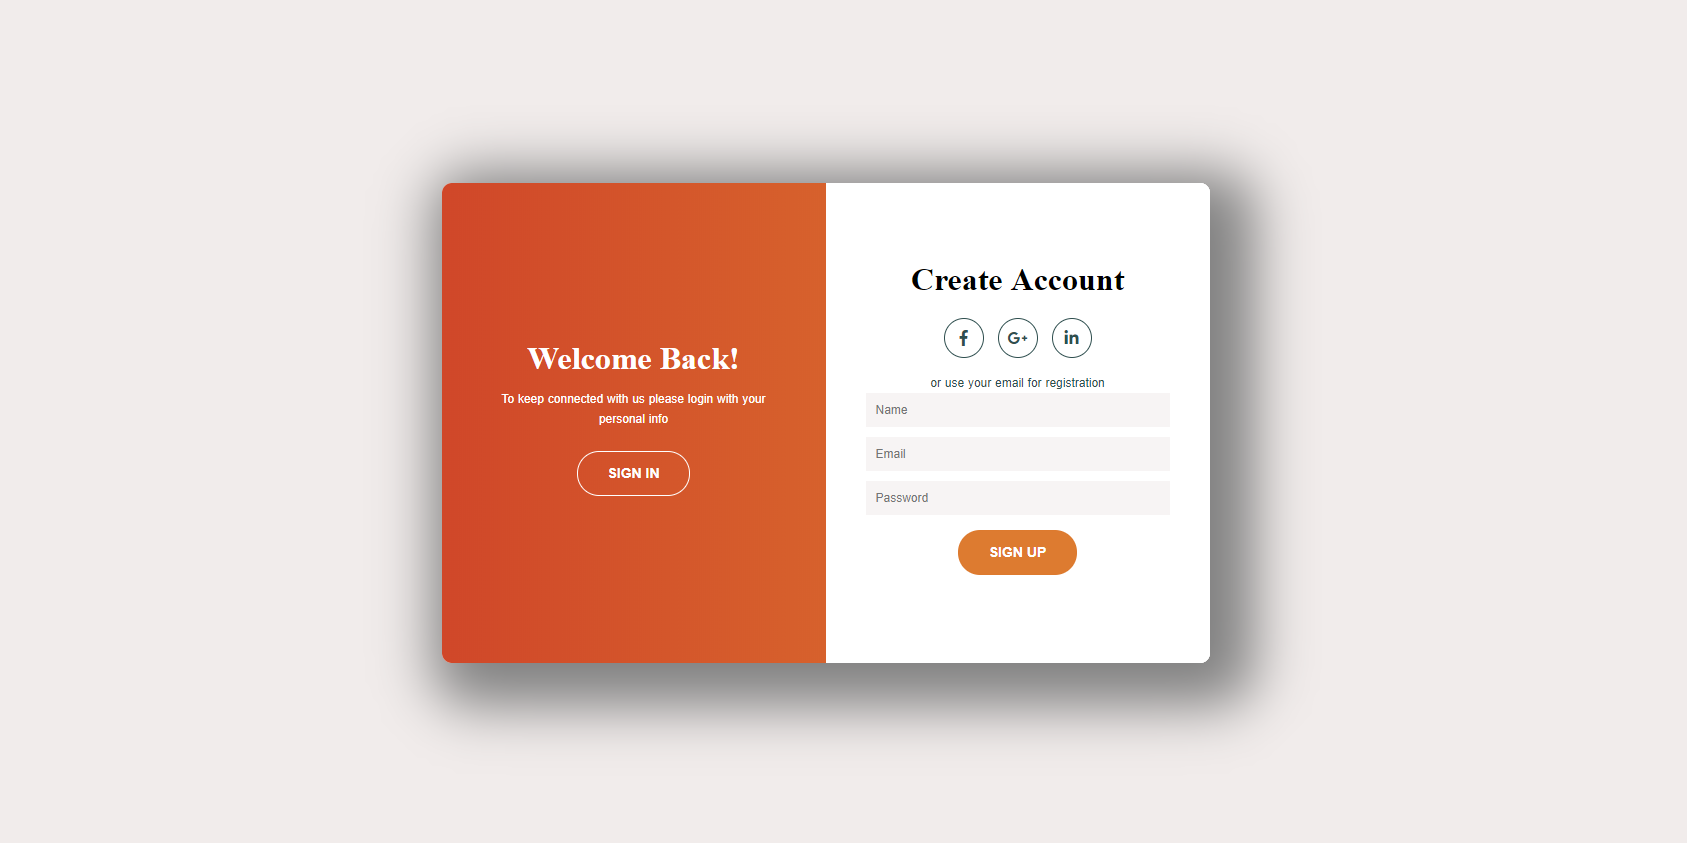 Welcome Back!
To keep connected with us please login with your
personal info
SIGN IN
Create Account
f
G+
in
or use your email for registration
Name
Email
Password
SIGN UP